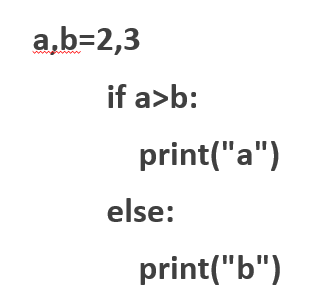 a,b=2,3
if a>b:
print("a")
else:
print("b")